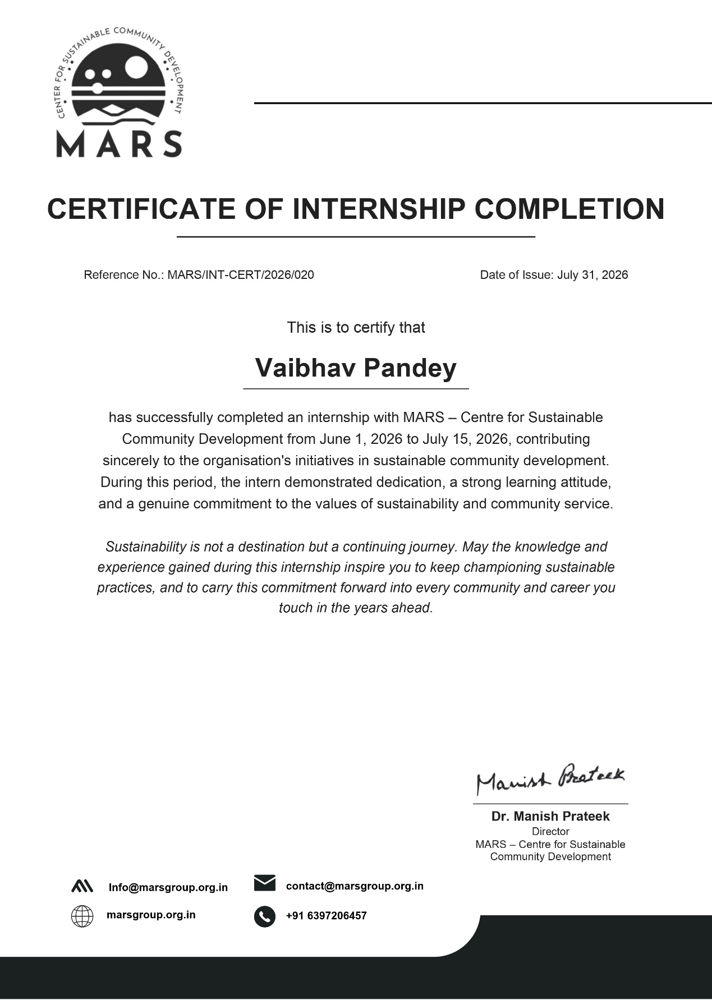 CENTER FOR SUSTAINABLE COMMUNITY DEVELOPMENT
MARS
CERTIFICATE OF INTERNSHIP COMPLETION
Reference No.: MARS/INT-CERT/2026/020
Date of Issue: July 31, 2026
This is to certify that
Vaibhav Pandey
has successfully completed an internship with MARS – Centre for Sustainable
Community Development from June 1, 2026 to July 15, 2026, contributing
sincerely to the organisation's initiatives in sustainable community development.
During this period, the intern demonstrated dedication, a strong learning attitude,
and a genuine commitment to the values of sustainability and community service.
Sustainability is not a destination but a continuing journey. May the knowledge and
experience gained during this internship inspire you to keep championing sustainable
practices, and to carry this commitment forward into every community and career you
touch in the years ahead.
Manish Prateek
Dr. Manish Prateek
Director
MARS – Centre for Sustainable
Community Development
Info@marsgroup.org.in
contact@marsgroup.org.in
marsgroup.org.in
+91 6397206457